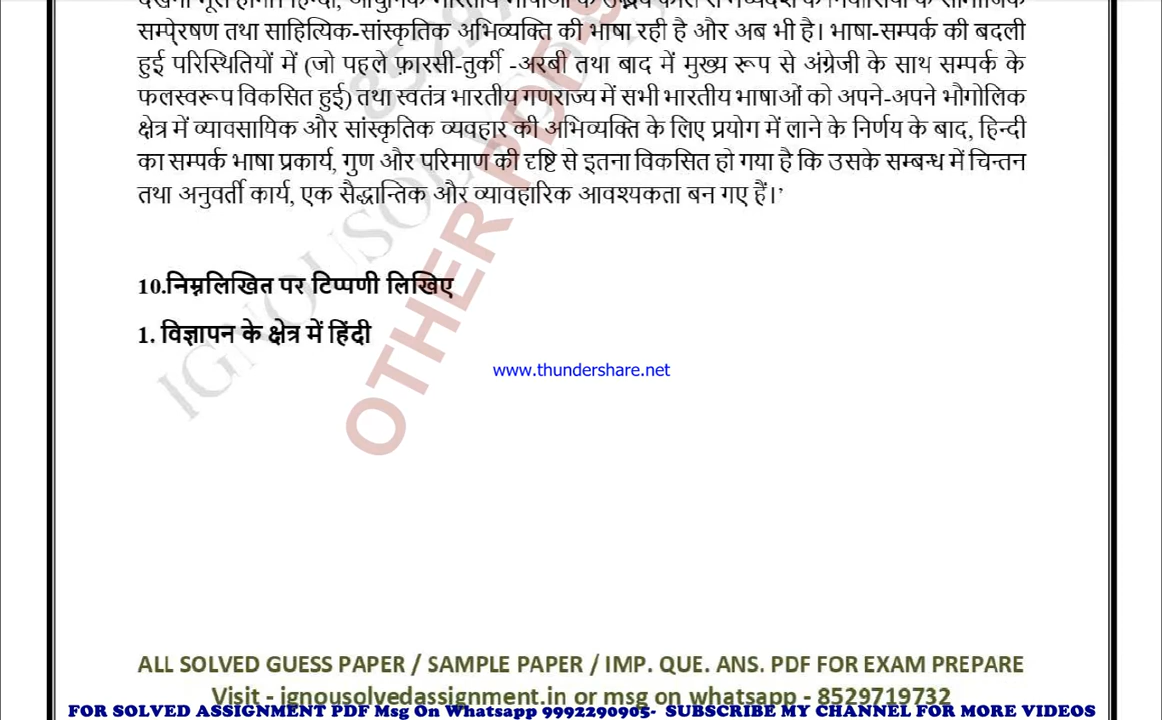 सम्पे्रषण तथा साहित्यिक-सांस्कृतिक अभिव्यक्ति की भाषा रही है और अब भी है। भाषा-सम्पर्क की बदली
हुई परिस्थितियों में (जो पहले फ़ारसी-तुर्की -अरबी तथा बाद में मुख्य रूप से अंग्रेजी के साथ सम्पर्क के
फलस्वरूप विकसित हुई) तथा स्वतंत्र भारतीय गणराज्य में सभी भारतीय भाषाओं को अपने-अपने भौगोलिक
क्षेत्र में व्यावसायिक और सांस्कृतिक व्यवहार की अभिव्यक्ति के लिए प्रयोग में लाने के निर्णय के बाद, हिन्दी
का सम्पर्क भाषा प्रकार्य, गुण और परिमाण की दृष्टि से इतना विकसित हो गया है कि उसके सम्बन्ध में चिन्तन
तथा अनुवर्ती कार्य, एक सैद्धान्तिक और व्यावहारिक आवश्यकता बन गए हैं।'
10.निम्नलिखित पर टिप्पणी लिखिए
1. विज्ञापन के क्षेत्र में हिंदी
www.thundershare.net
OTHER PDF
ALL SOLVED GUESS PAPER / SAMPLE PAPER / IMP. QUE. ANS. PDF FOR EXAM PREPARE
Visit - ignousolvedassignment.in or msg on whatsapp - 8529719732
FOR SOLVED ASSIGNMENT PDF Msg On Whatsapp 9992290905- SUBSCRIBE MY CHANNEL FOR MORE VIDEOS